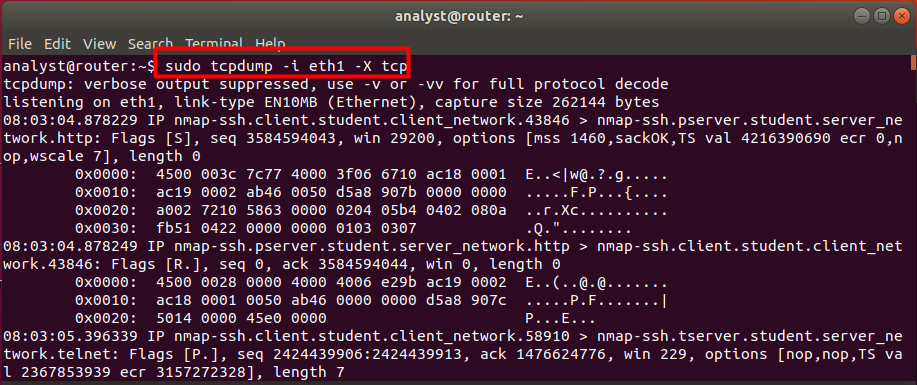 analyst@router: ~
File Edit View Search Terminal Help
analyst@router:~$ sudo tcpdump -i eth1 -X tcp
tcpdump: verbose output suppressed, use -v or -vv for full protocol decode
listening on eth1, link-type EN10MB (Ethernet), capture size 262144 bytes
08:03:04.878229 IP nmap-ssh.client.student.client_network.43846 > nmap-ssh.pserver.student.server_ne
twork.http: Flags [S], seq 3584594043, win 29200, options [mss 1460,sackOK,TS val 4216390690 ecr 0,n
op,wscale 7], length 0
0x0000:  4500 003c 7c77 4000 3f06 6710 ac18 0001  E..<|w@.?.g.....
0x0010:  ac19 0002 ab46 0050 d5a8 907b 0000 0000  .....F.P...{....
0x0020:  a002 7210 5863 0000 0204 05b4 0402 080a  ..r.Xc..........
0x0030:  fb51 0422 0000 0000 0103 0307            .Q."........
08:03:04.878249 IP nmap-ssh.pserver.student.server_network.http > nmap-ssh.client.student.client_net
work.43846: Flags [R.], seq 0, ack 3584594044, win 0, length 0
0x0000:  4500 0028 0000 4000 4006 e29b ac19 0002  E..(..@.@.......
0x0010:  ac18 0001 0050 ab46 0000 0000 d5a8 907c  .....P.F.......|
0x0020:  5014 0000 45e0 0000                      P...E...
08:03:05.396339 IP nmap-ssh.client.student.client_network.58910 > nmap-ssh.tserver.student.server_ne
twork.telnet: Flags [P.], seq 2424439906:2424439913, ack 1476624776, win 229, options [nop,nop,TS va
l 2367853939 ecr 3157272328], length 7